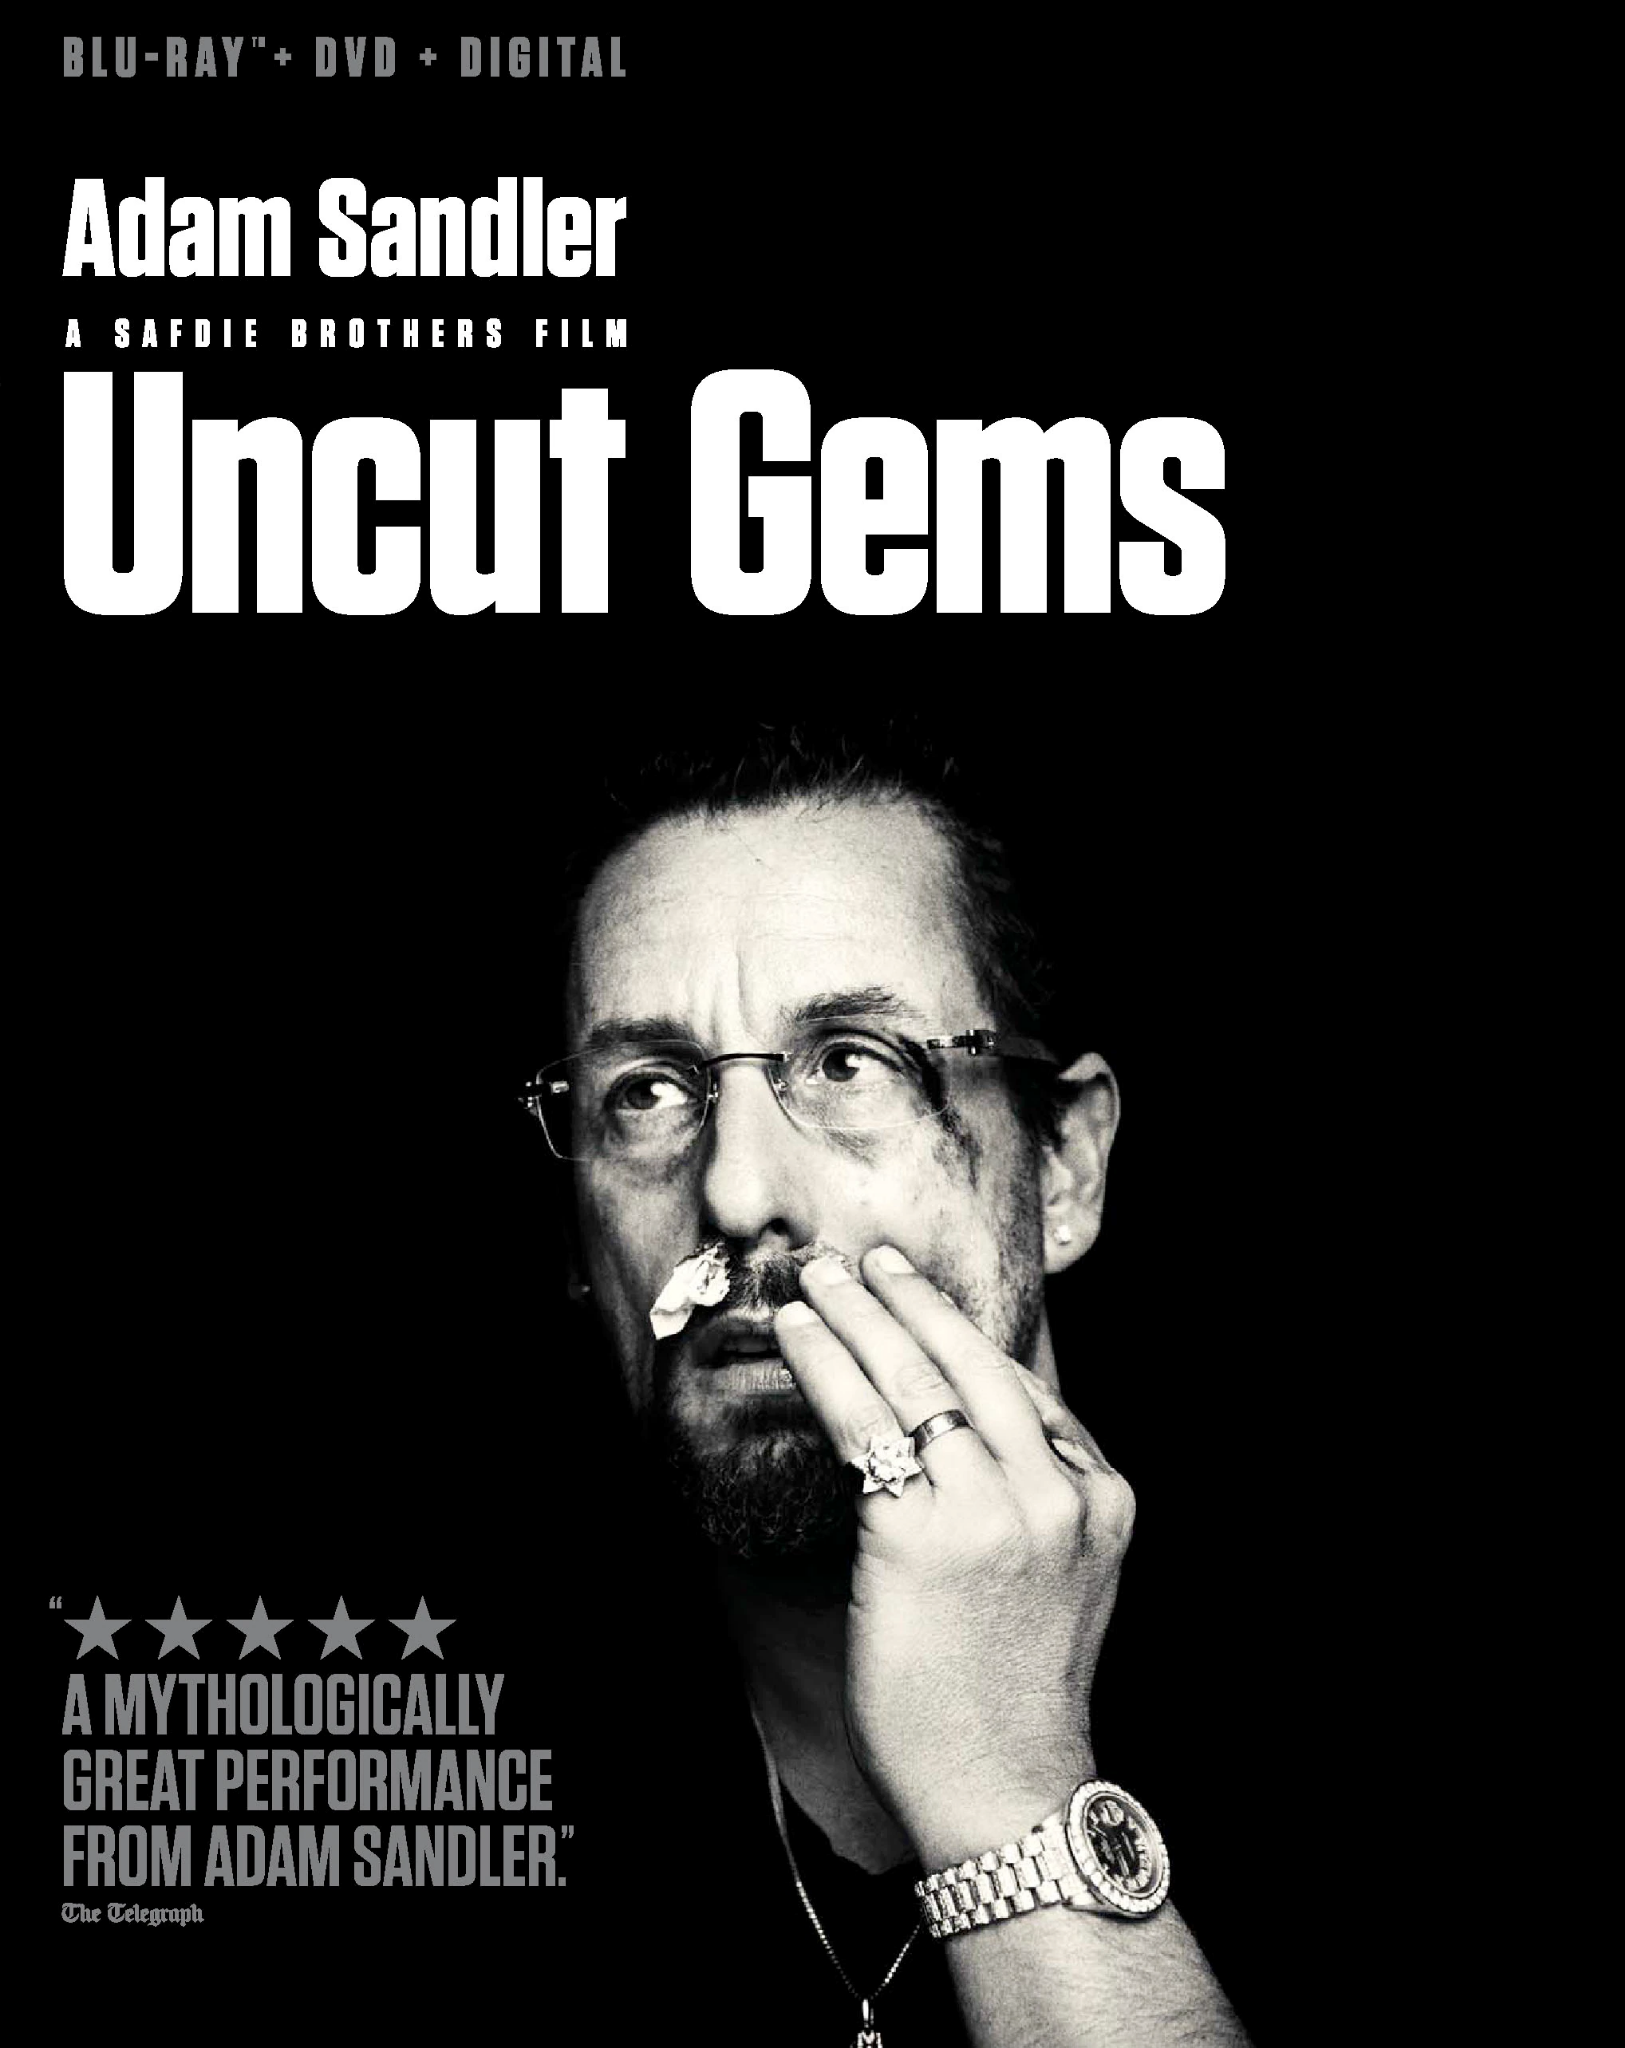 BLU-RAY™ + DVD + DIGITAL
Adam Sandler
A SAFDIE BROTHERS FILM
Uncut Gems
“★★★★★
A MYTHOLOGICALLY
GREAT PERFORMANCE
FROM ADAM SANDLER.”
The Telegraph